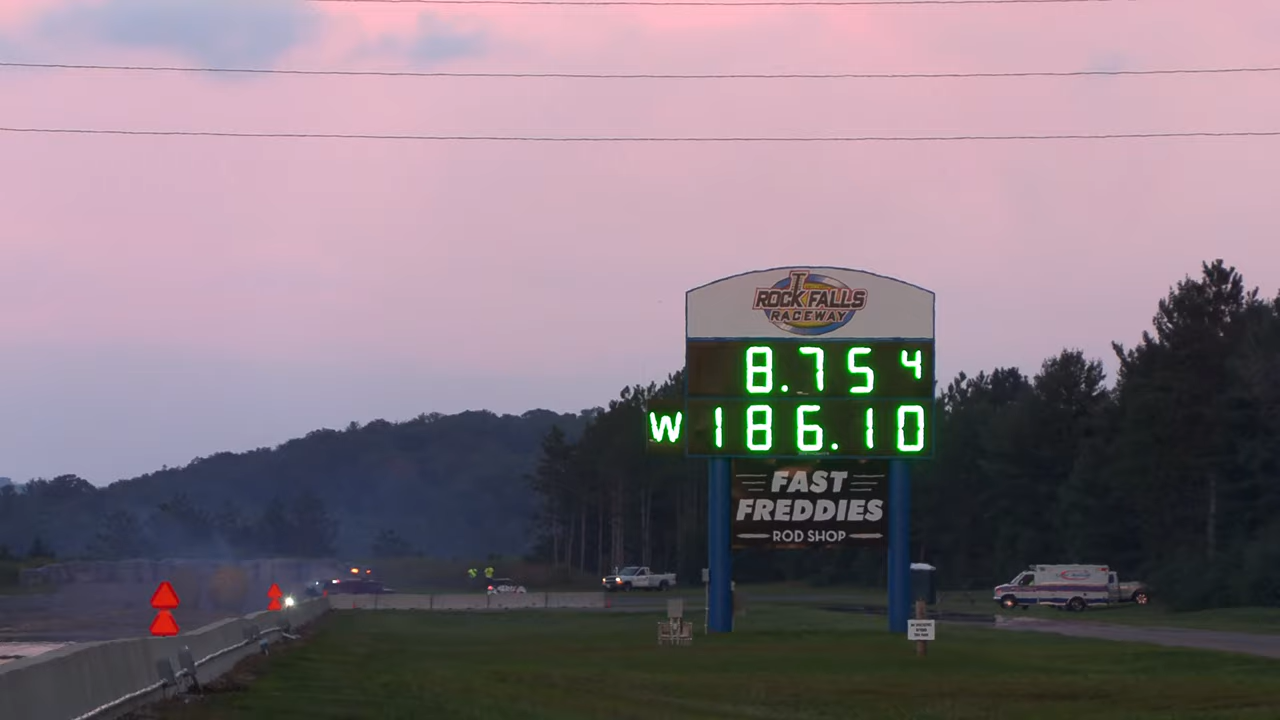 ROCK FALLS
RACEWAY
8.754
W 186.10
FAST
FREDDIES
ROD SHOP